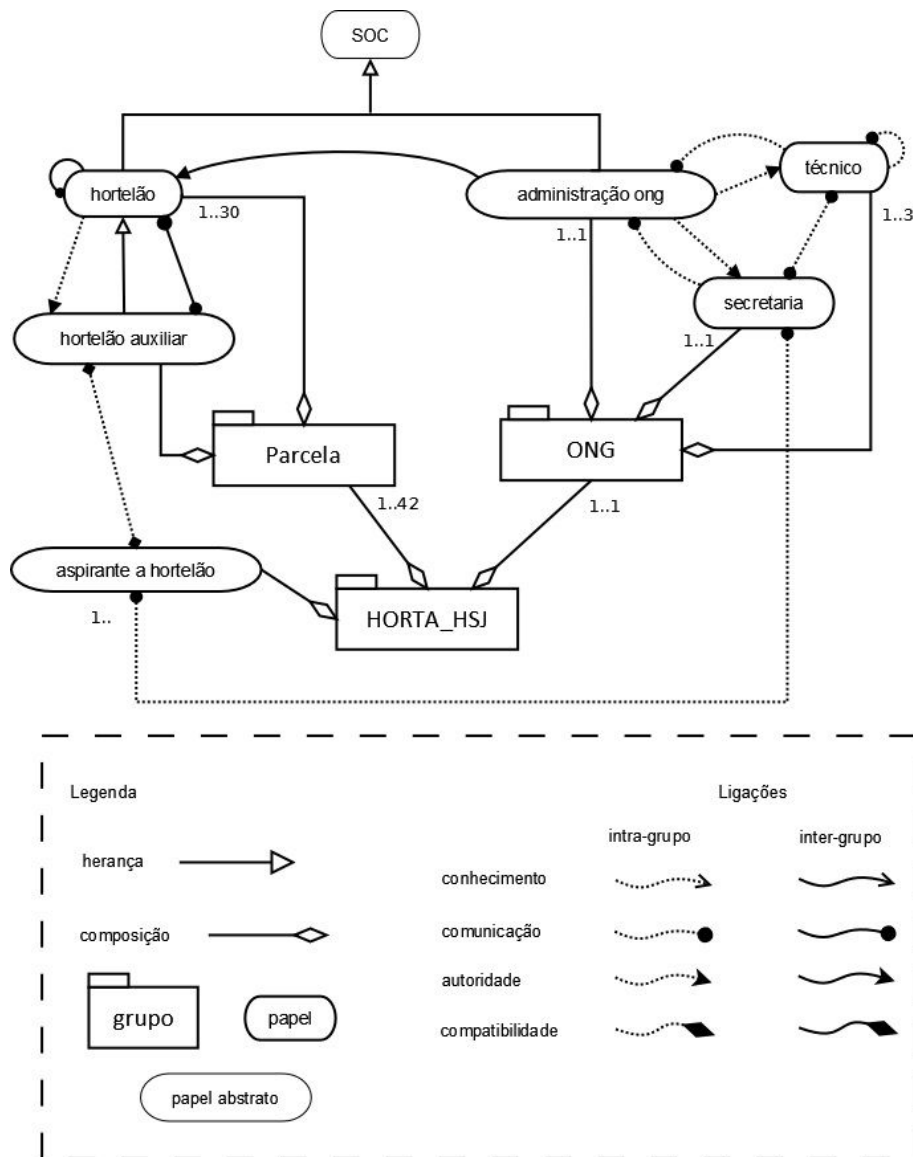 SOC
hortelão
administração ong
técnico
1..30
1..1
1..3
secretaria
hortelão auxiliar
1..1
Parcela
ONG
1..42
1..1
aspirante a hortelão
1..
HORTA_HSJ
Legenda
Ligações
intra-grupo
inter-grupo
herança
conhecimento
composição
comunicação
autoridade
grupo
papel
compatibilidade
papel abstrato